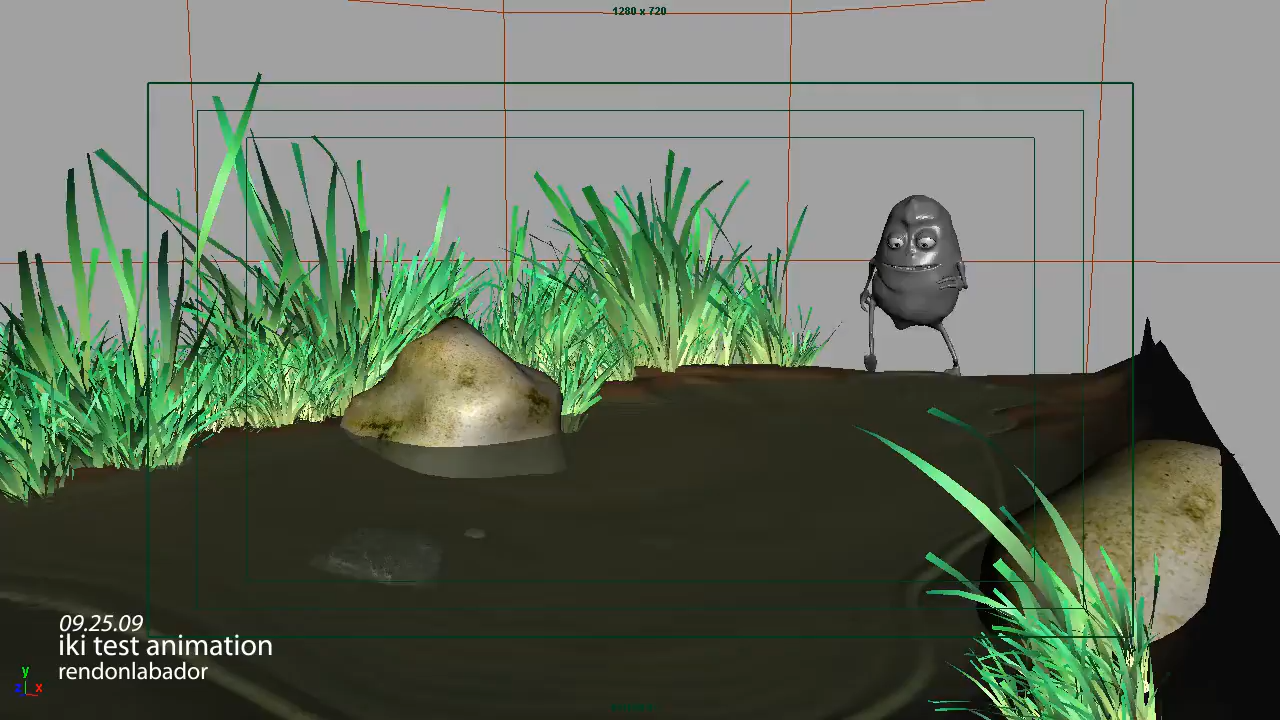 1280 x 720
09.25.09
iki test animation
rendonlabador
y
z x